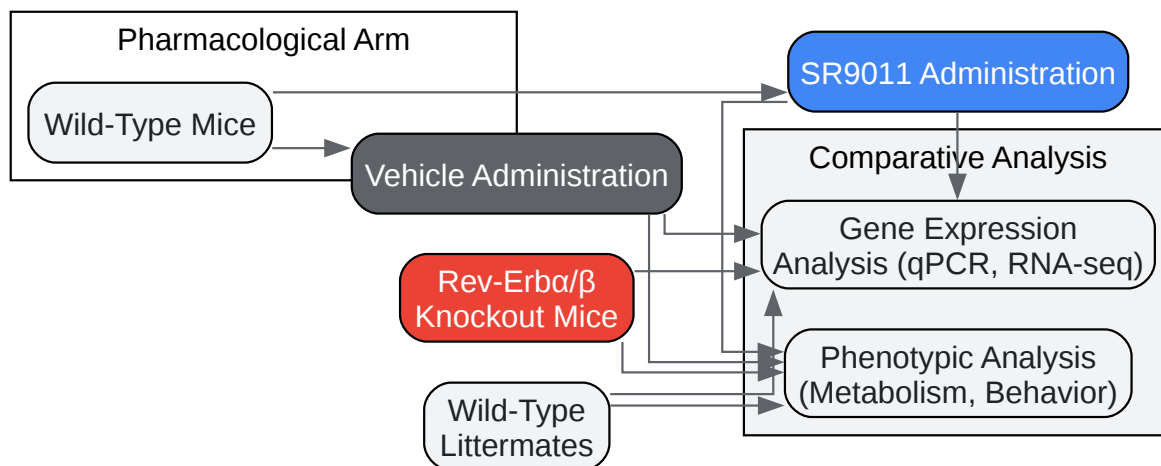 Pharmacological Arm
Wild-Type Mice
SR9011 Administration
Vehicle Administration
Comparative Analysis
Gene Expression
Analysis (qPCR, RNA-seq)
Rev-Erbα/β
Knockout Mice
Phenotypic Analysis
(Metabolism, Behavior)
Wild-Type
Littermates